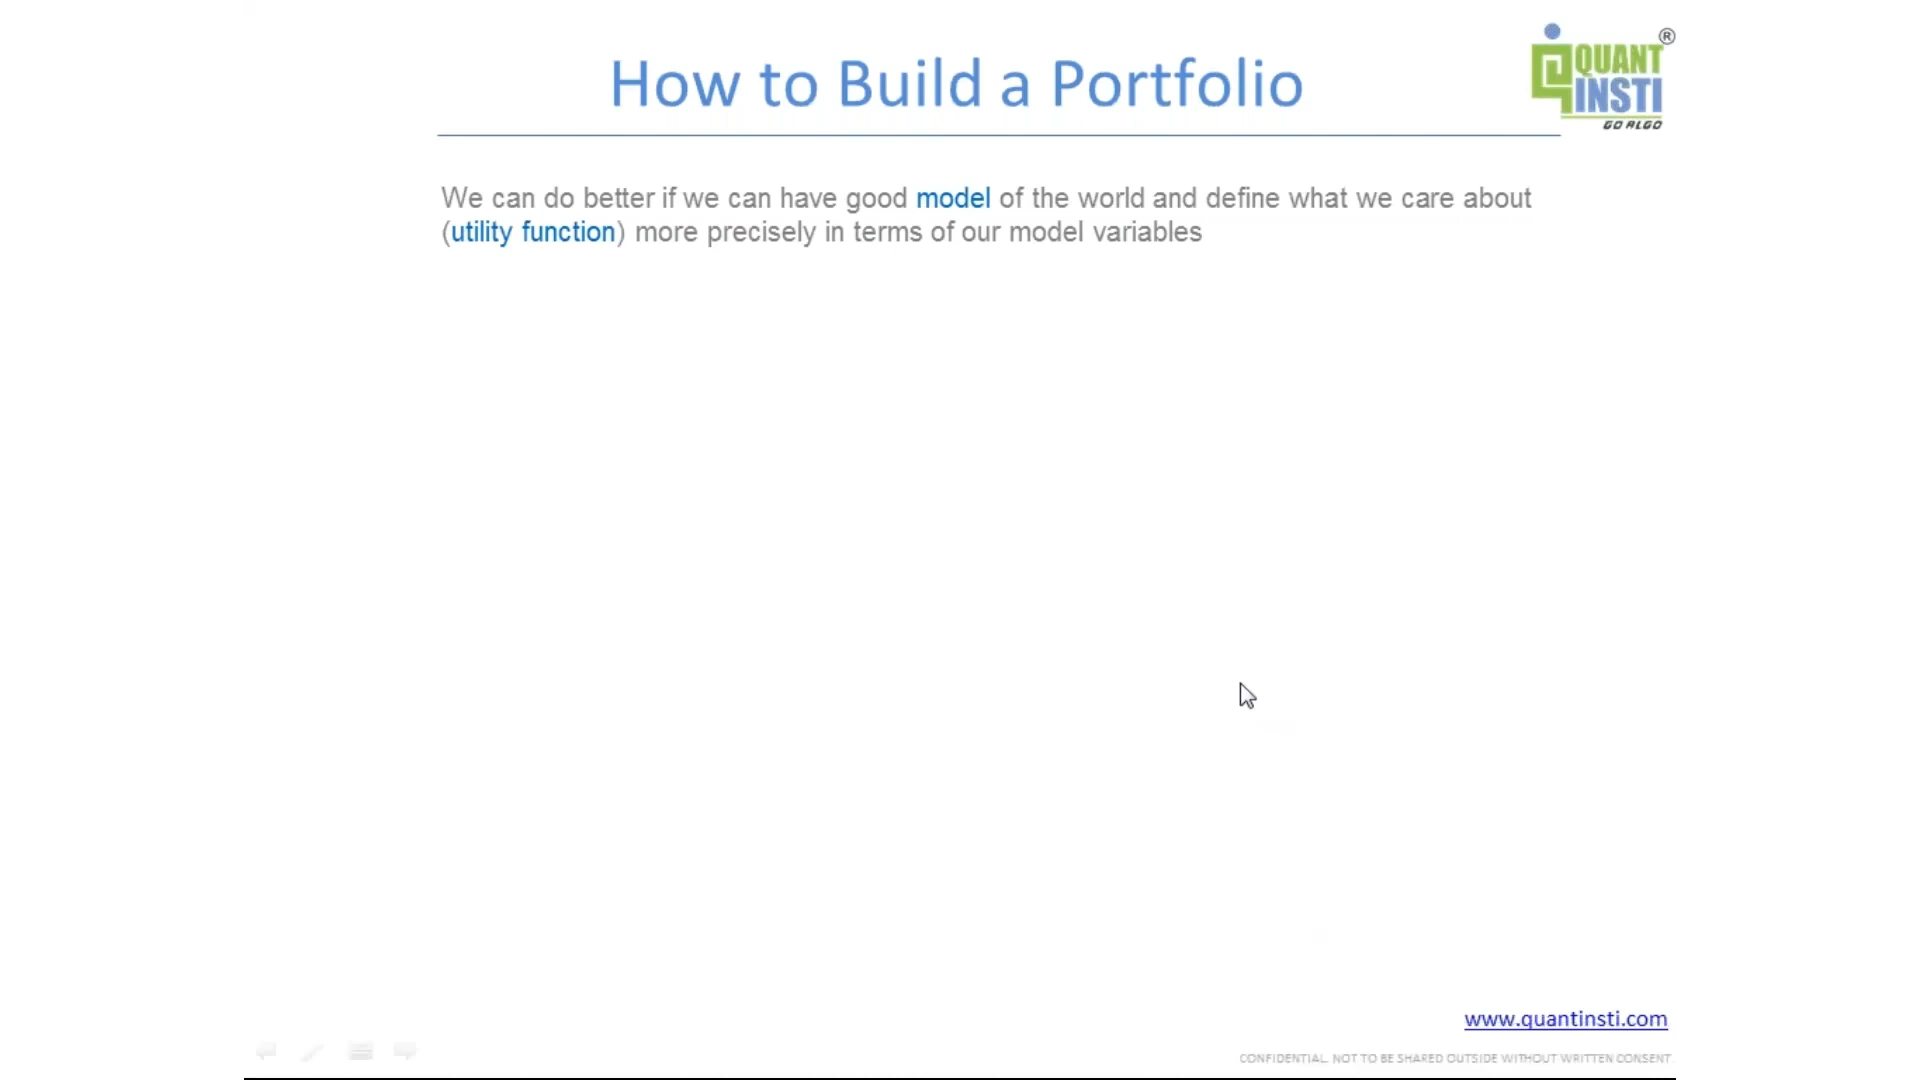 How to Build a Portfolio
QUANT
INSTI
®
GO ALGO
We can do better if we can have good model of the world and define what we care about
(utility function) more precisely in terms of our model variables
www.quantinsti.com
CONFIDENTIAL. NOT TO BE SHARED OUTSIDE WITHOUT WRITTEN CONSENT